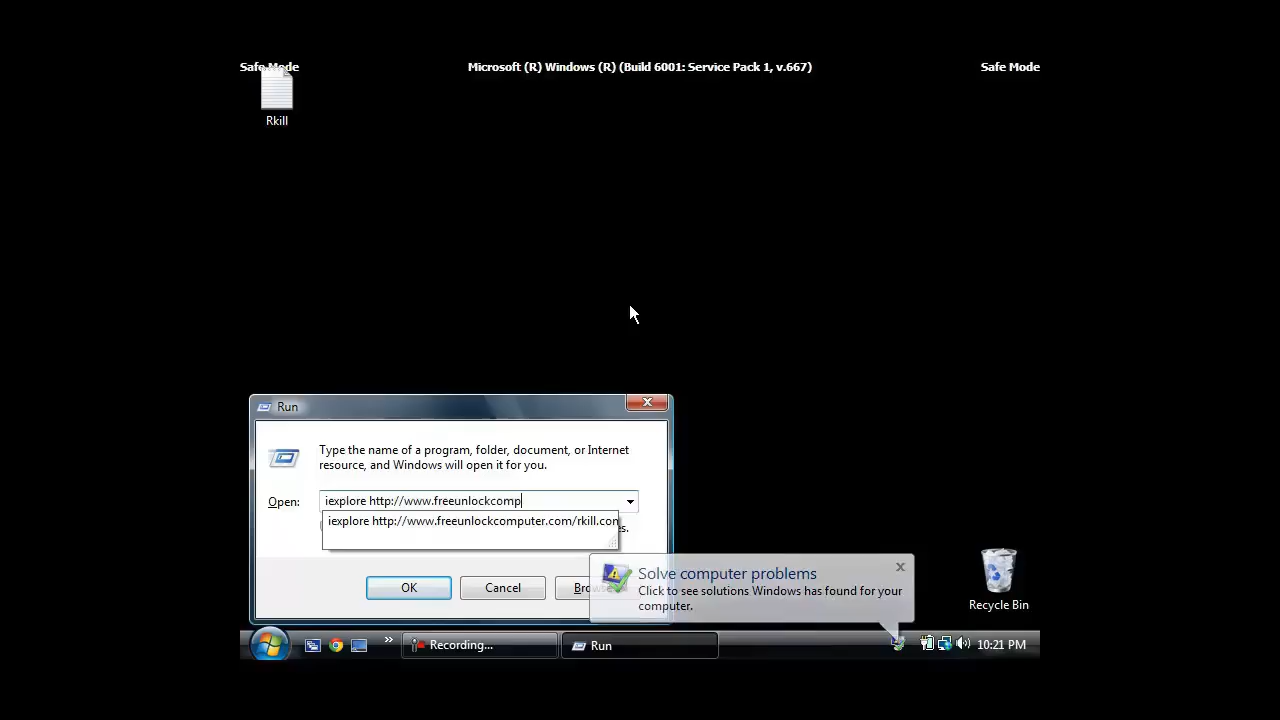 Safe Mode
Microsoft (R) Windows (R) (Build 6001: Service Pack 1, v.667)
Safe Mode
Rkill
Run
Type the name of a program, folder, document, or Internet
resource, and Windows will open it for you.
Open:
iexplore http://www.freeunlockcomp
iexplore http://www.freeunlockcomputer.com/rkill.con
es.
OK
Cancel
Solve computer problems
Click to see solutions Windows has found for your
computer.
Recycle Bin
Recording...
Run
10:21 PM